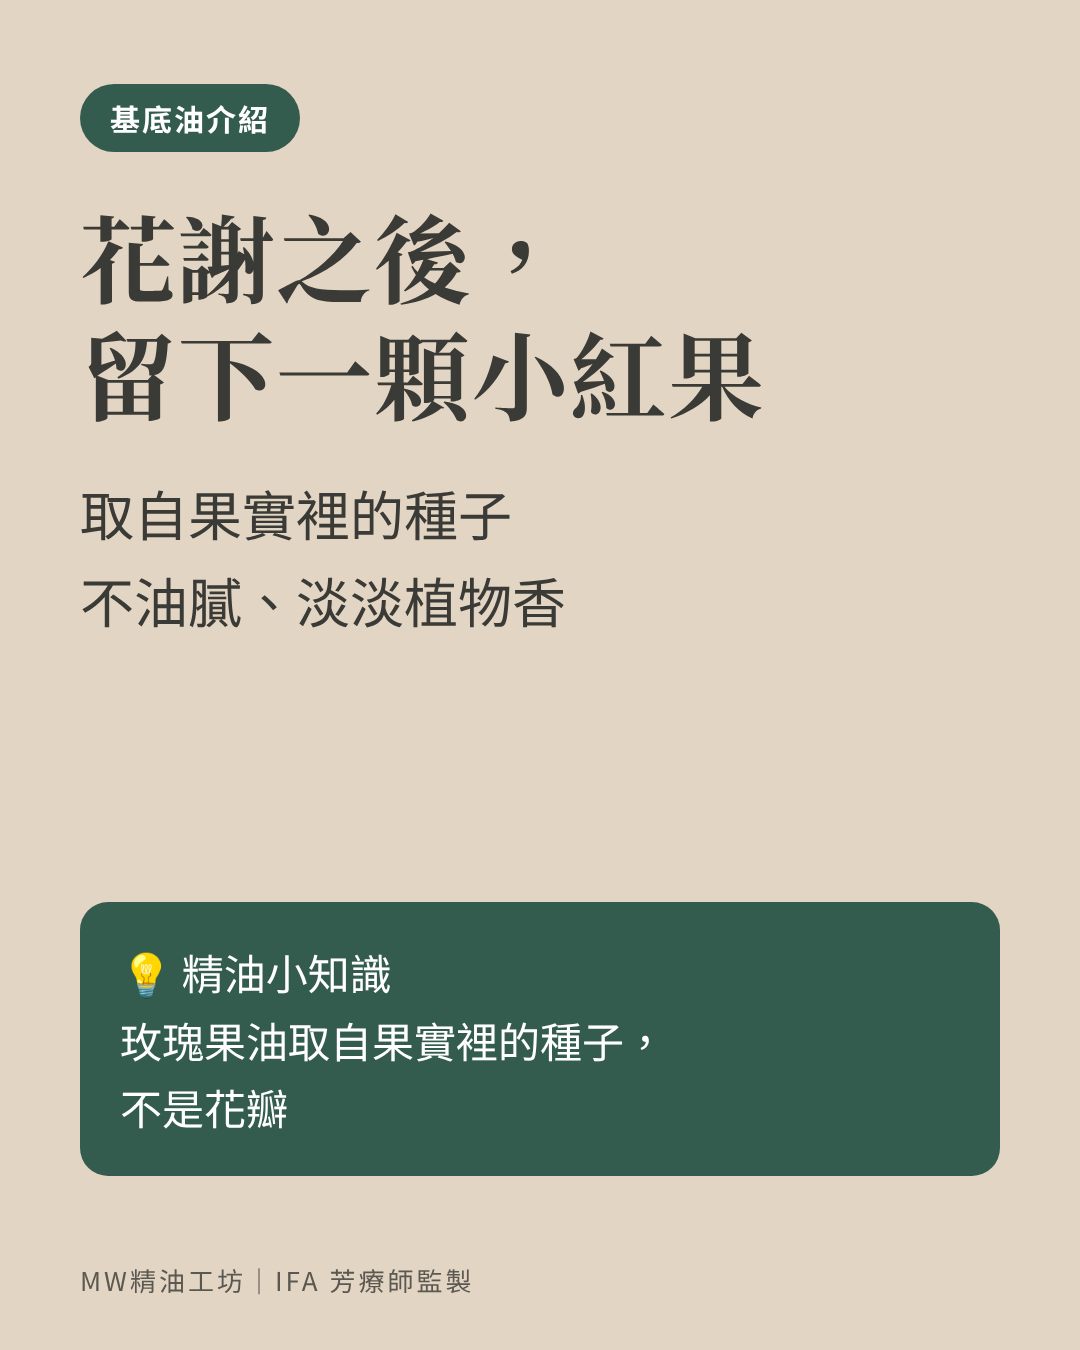 基底油介紹
花謝之後，
留下一顆小紅果
取自果實裡的種子
不油膩、淡淡植物香
💡 精油小知識
玫瑰果油取自果實裡的種子，
不是花瓣
MW精油工坊｜IFA 芳療師監製